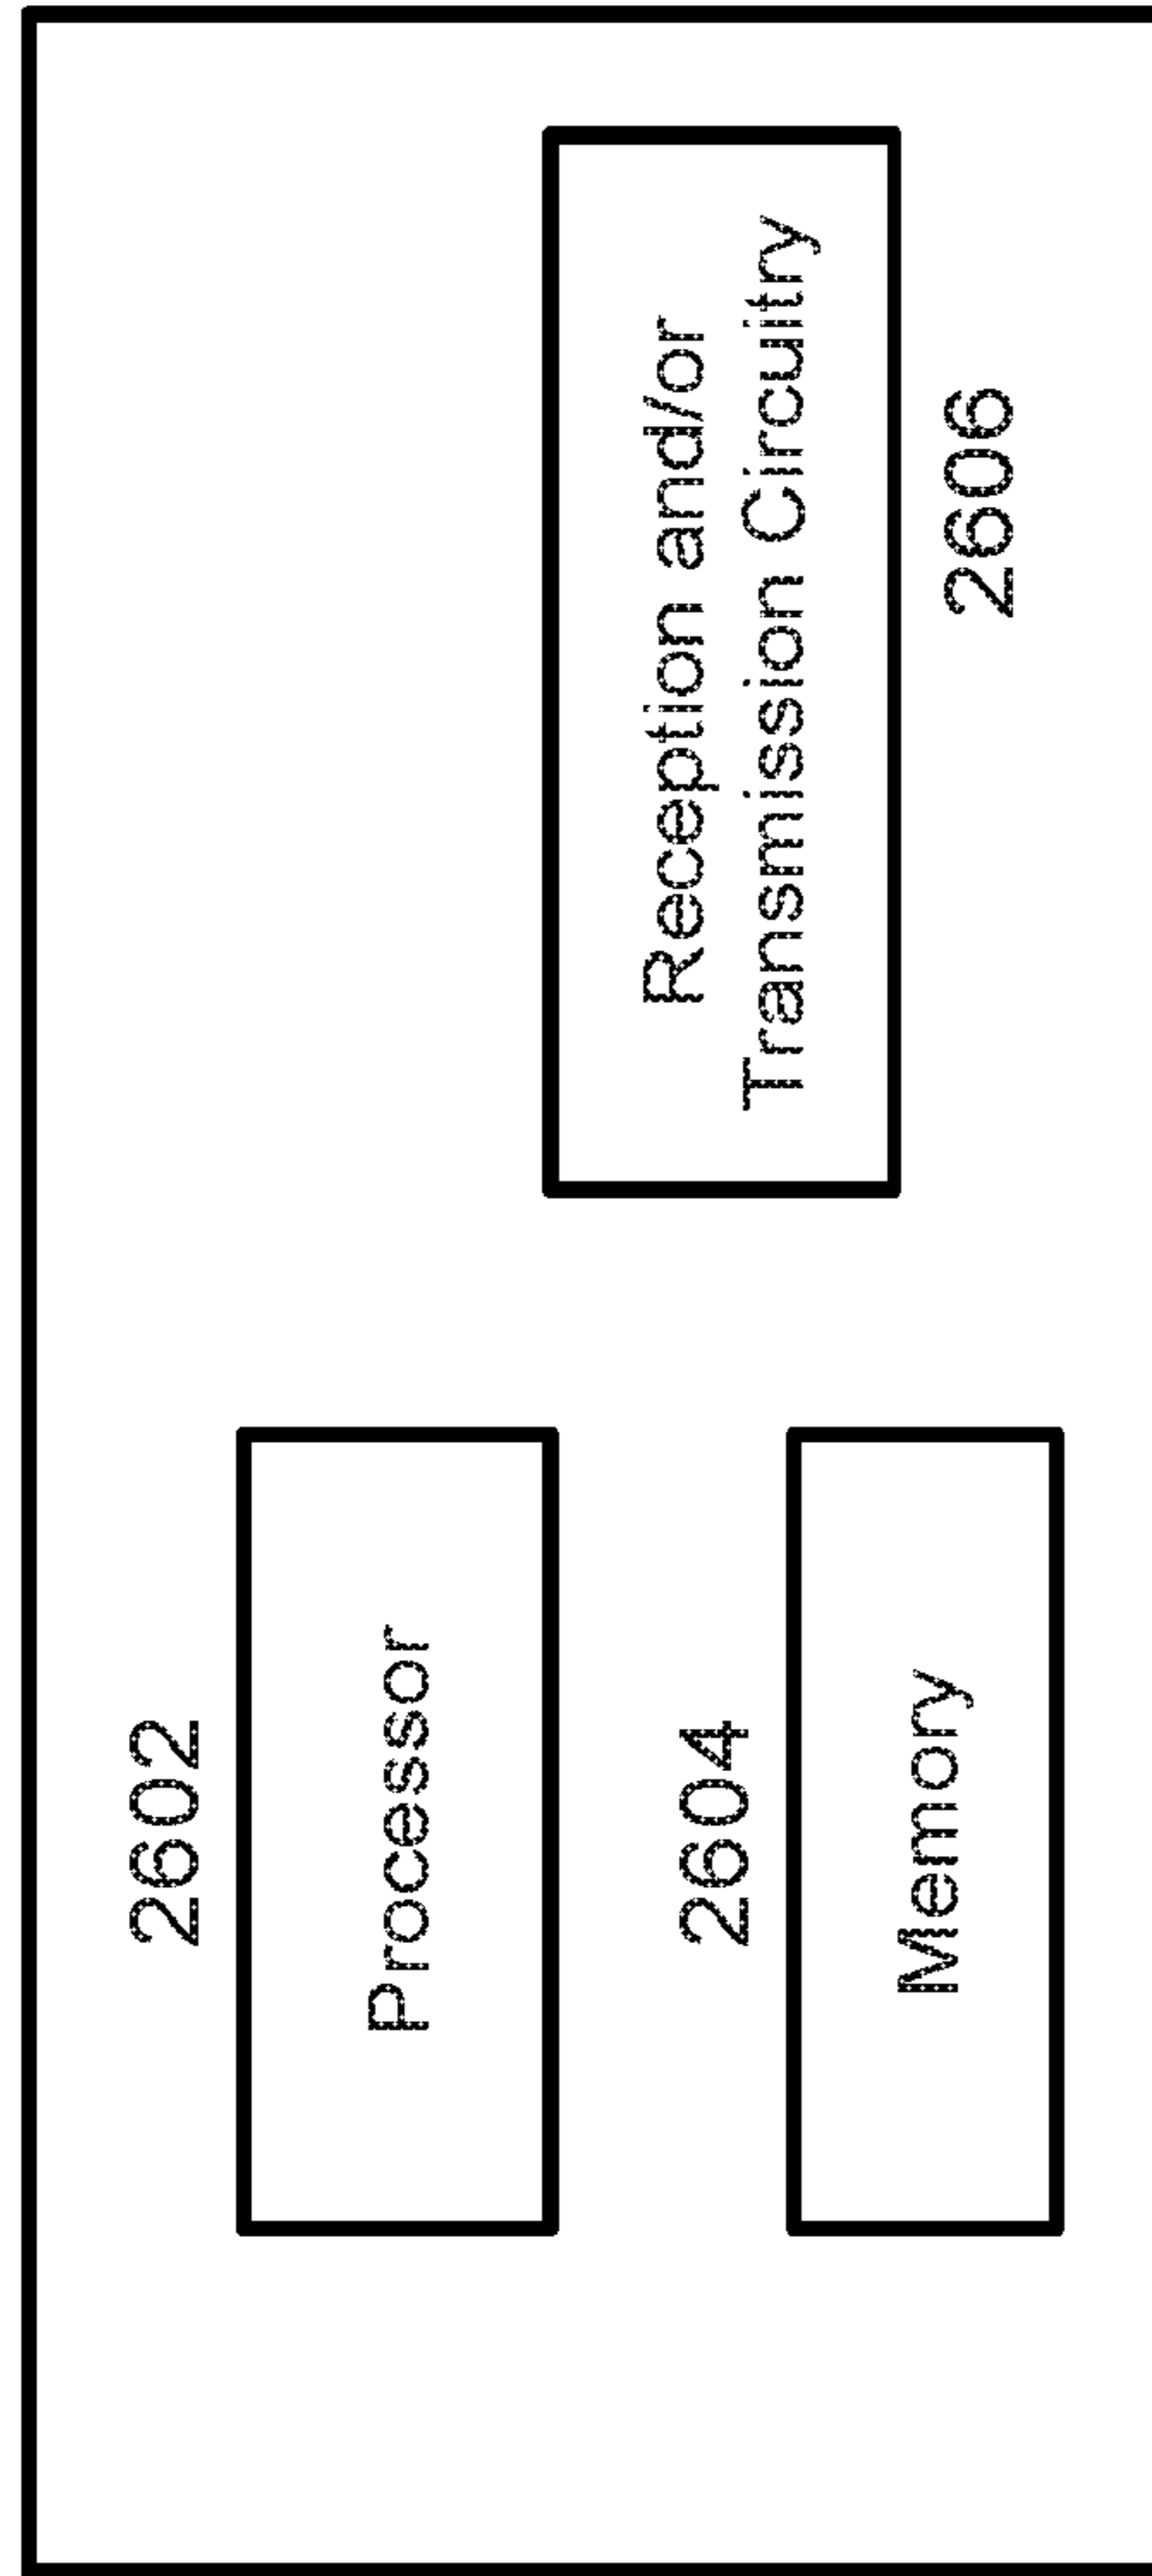 2602
Processor
2604
Memory
Reception and/or
Transmission Circuitry
2606